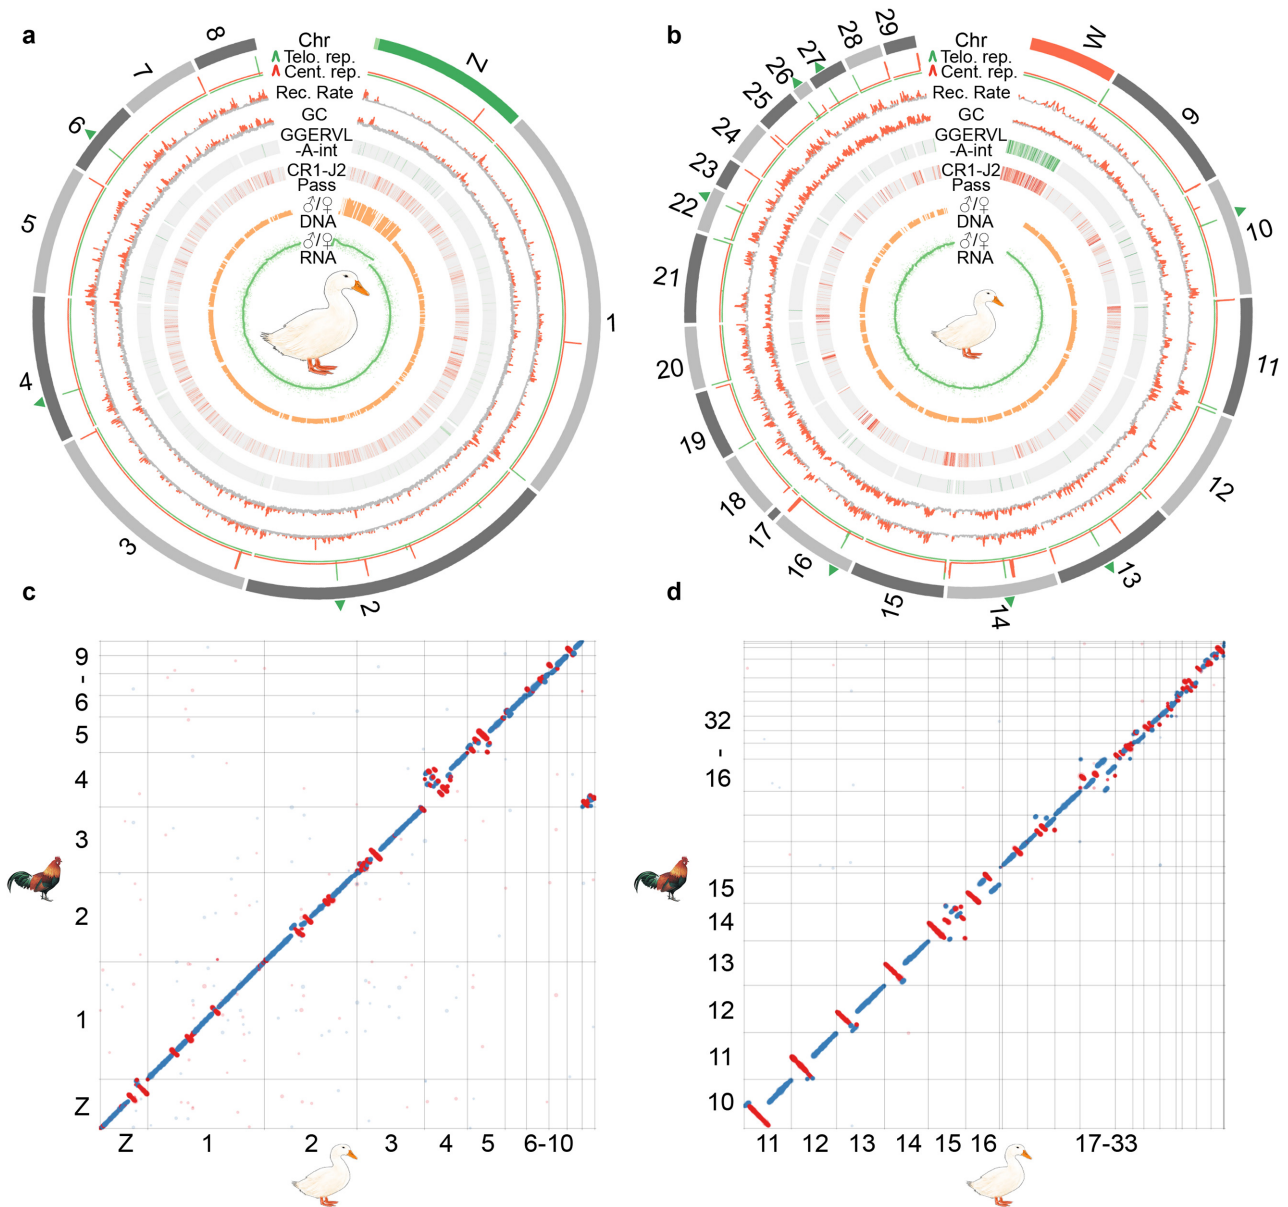 a
Chr
Telo. rep.
Cent. rep.
Rec. Rate
GC
GGERVL
-A-int
CR1-J2
Pass
♂/♀
DNA
♂/♀
RNA
Z
1
2
3
4
5
6
7
8
b
Chr
Telo. rep.
Cent. rep.
Rec. Rate
GC
GGERVL
-A-int
CR1-J2
Pass
♂/♀
DNA
♂/♀
RNA
W
9
10
11
12
13
14
15
16
17
18
19
20
21
22
23
24
25
26
27
28
29
c
9
-
6
5
4
3
2
1
Z
Z 1 2 3 4 5 6-10
d
32
-
16
15
14
13
12
11
10
11 12 13 14 15 16 17-33